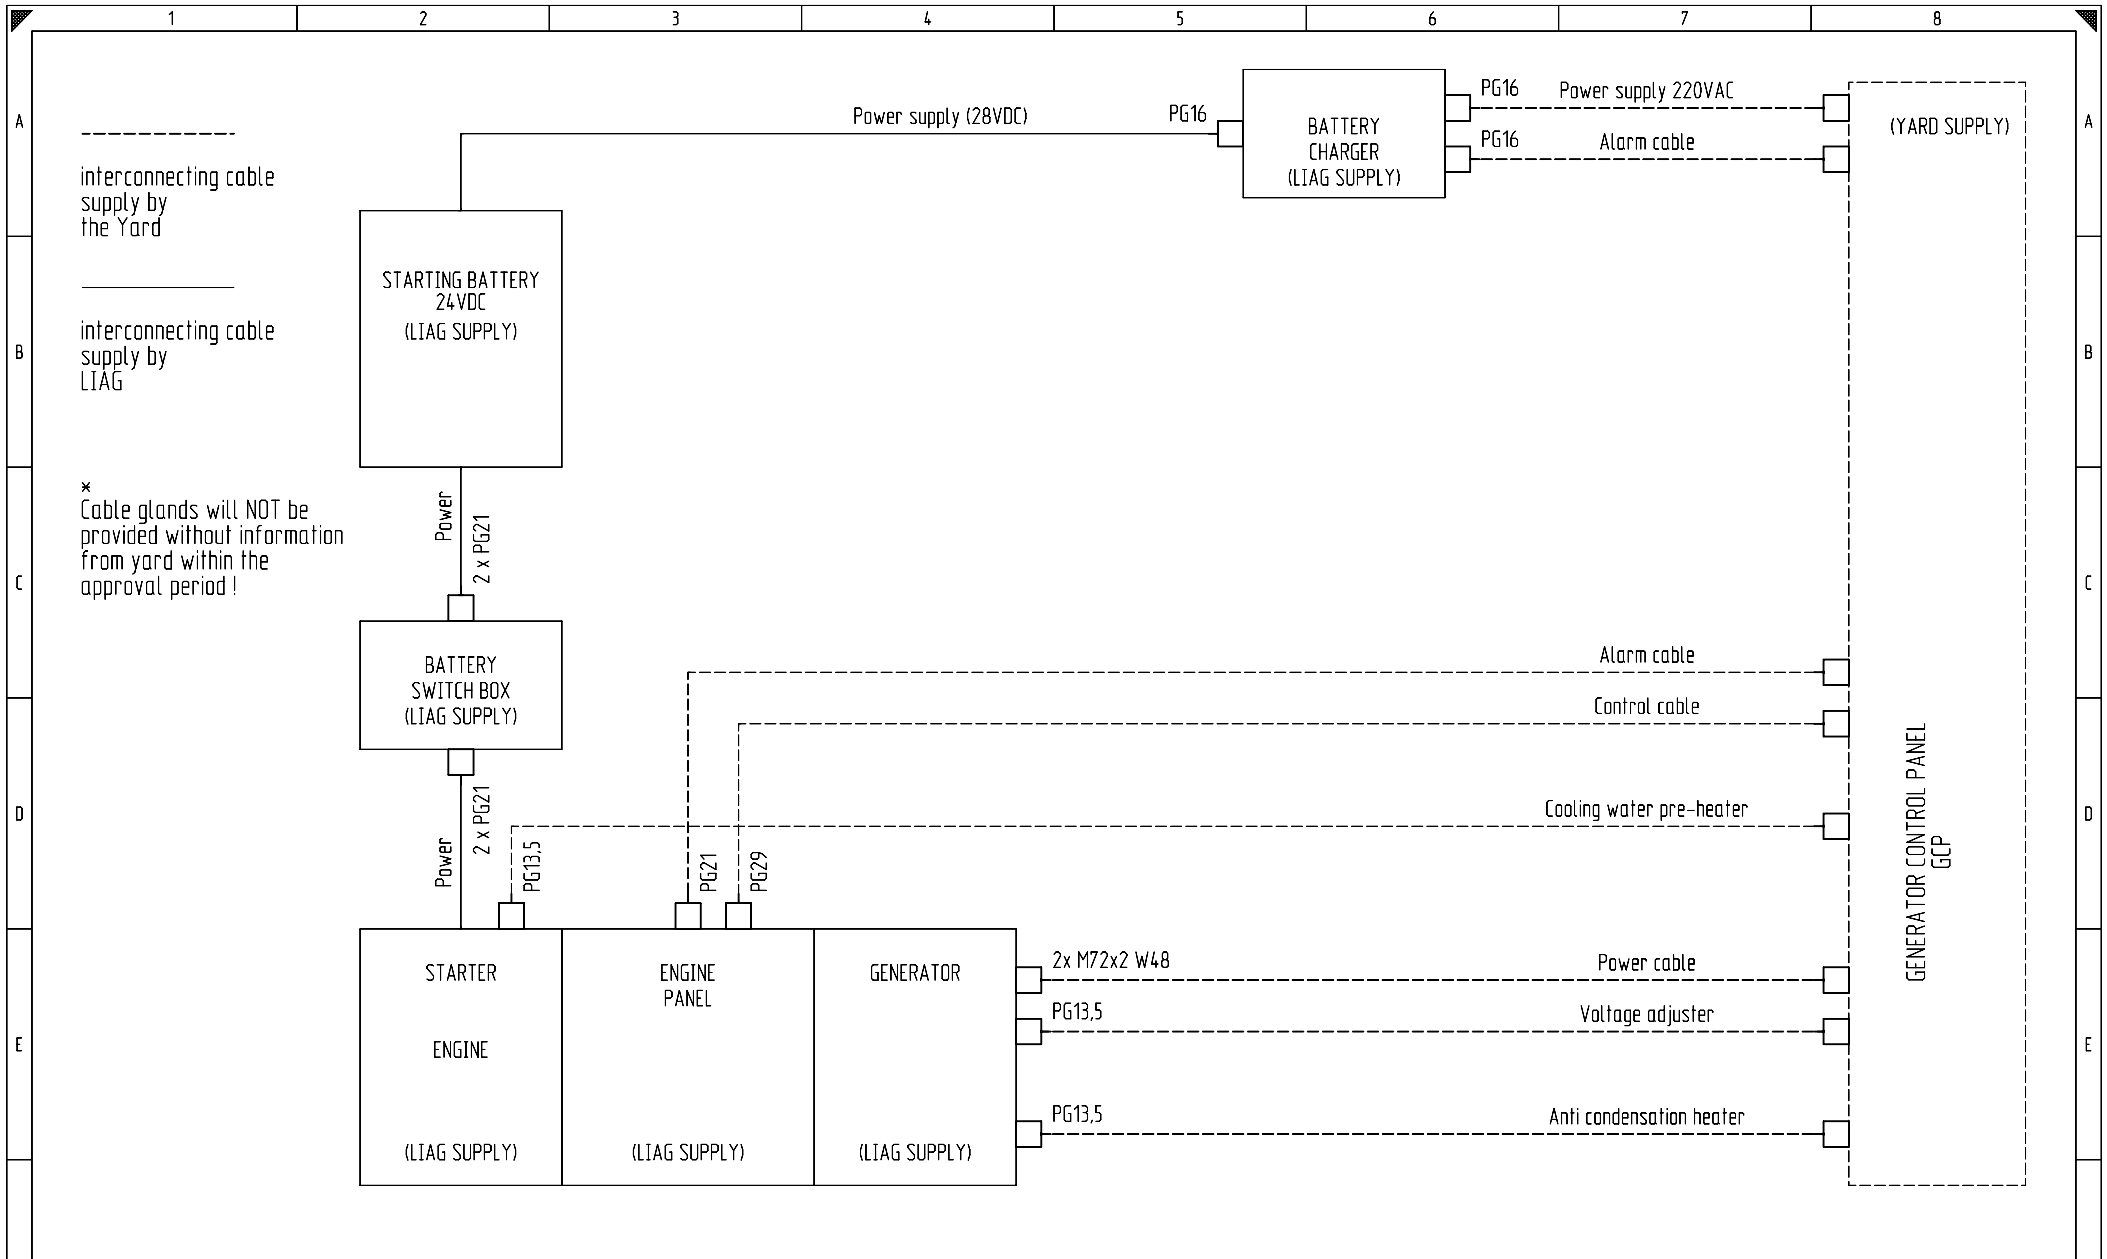 1 2 3 4 5 6 7 8
A
A
B
B
C
C
D
D
E
E
interconnecting cable
supply by
the Yard
interconnecting cable
supply by
LIAG
*
Cable glands will NOT be
provided without information
from yard within the
approval period !
Power supply (28VDC)
PG16
BATTERY
CHARGER
(LIAG SUPPLY)
PG16
Power supply 220VAC
PG16
Alarm cable
(YARD SUPPLY)
STARTING BATTERY
24VDC
(LIAG SUPPLY)
Power
2 x PG21
BATTERY
SWITCH BOX
(LIAG SUPPLY)
Power
2 x PG21
PG13,5
PG21
PG29
Alarm cable
Control cable
Cooling water pre-heater
GENERATOR CONTROL PANEL
GCP
STARTER
ENGINE
(LIAG SUPPLY)
ENGINE
PANEL
(LIAG SUPPLY)
GENERATOR
(LIAG SUPPLY)
2x M72x2 W48
Power cable
PG13,5
Voltage adjuster
PG13,5
Anti condensation heater